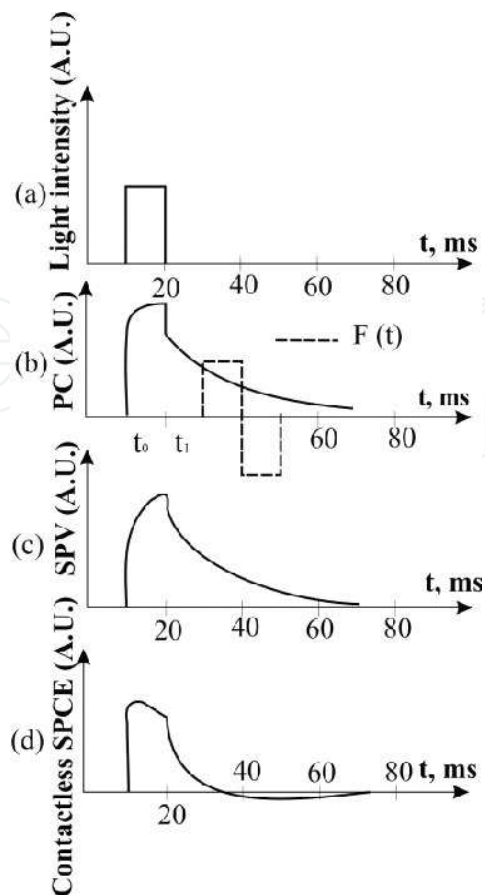 (a)
Light intensity (A.U.)
t, ms
20 40 60 80
(b)
PC (A.U.)
F (t)
t, ms
t₀ t₁ 60 80
(c)
SPV (A.U.)
t, ms
20 40 60 80
(d)
Contactless SPCE (A.U.)
40 60 80
t, ms
20